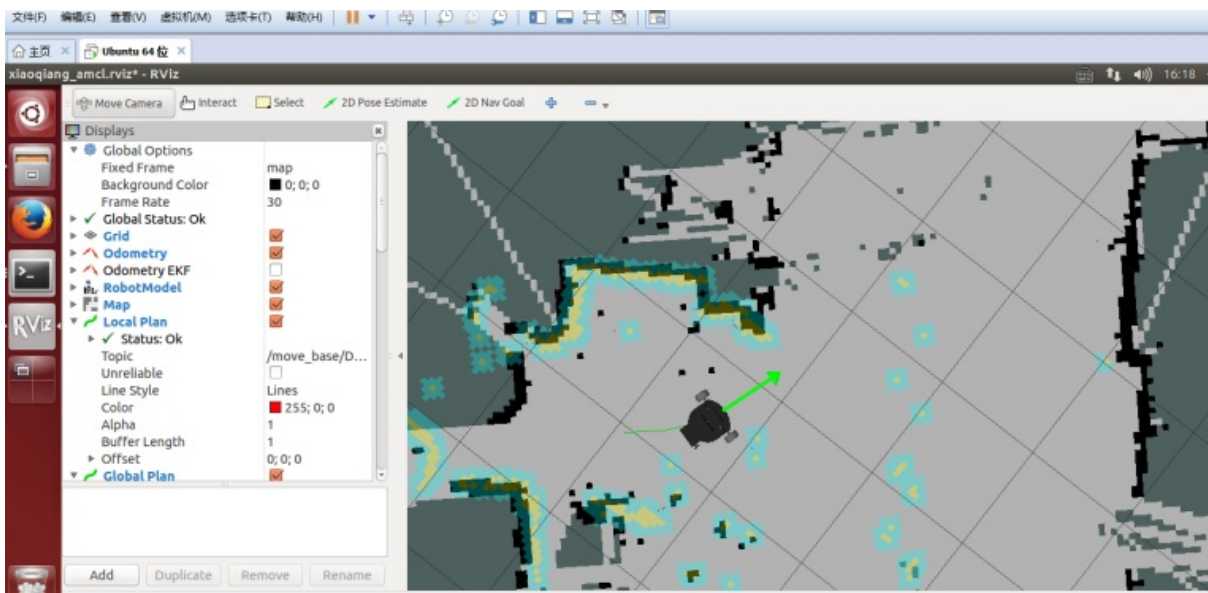 文件(F) 编辑(E) 查看(V) 虚拟机(M) 选项卡(T) 帮助(H)
主页 Ubuntu 64 位
xiaoqiang_amcl.rviz* - RViz 16:18
Move Camera Interact Select 2D Pose Estimate 2D Nav Goal
Displays
Global Options
Fixed Frame map
Background Color 0; 0; 0
Frame Rate 30
Global Status: Ok
Grid
Odometry
Odometry EKF
RobotModel
Map
Local Plan
Status: Ok
Topic /move_base/D...
Unreliable
Line Style Lines
Color 255; 0; 0
Alpha 1
Buffer Length 1
Offset 0; 0; 0
Global Plan
RViz
Add Duplicate Remove Rename